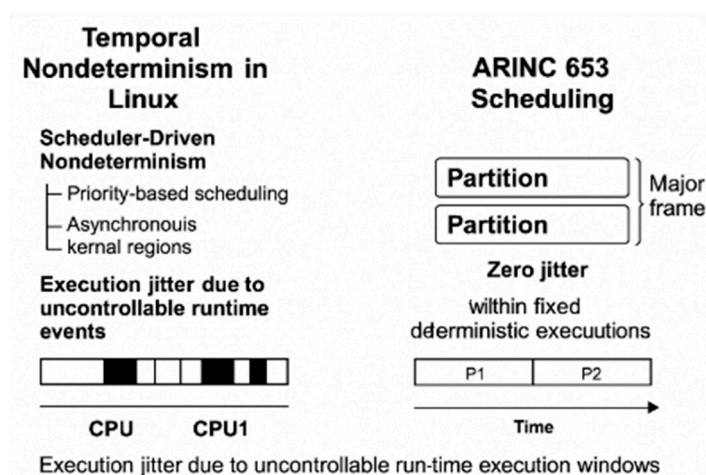 Temporal
Nondeterminism in
Linux
Scheduler-Driven
Nondeterminism
Priority-based scheduling
Asynchronouis
kernal regions
Execution jitter due to
uncontrollable runtime
events
CPU CPU1
ARINC 653
Scheduling
Partition
Partition
Major
frame
Zero jitter
wilthin fixed
dderministic execuutions
P1 P2
Time
Execution jitter due to uncontrollable run-time execution windows